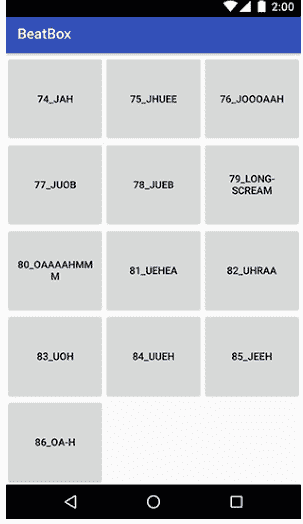 2:00
BeatBox
74_JAH 75_JHUEE 76_JOOOAAH
77_JUOB 78_JUEB 79_LONG-
SCREAM
80_OAAAAHMM
M 81_UEHEA 82_UHRAA
83_UOH 84_UUEH 85_JEEH
86_OA-H